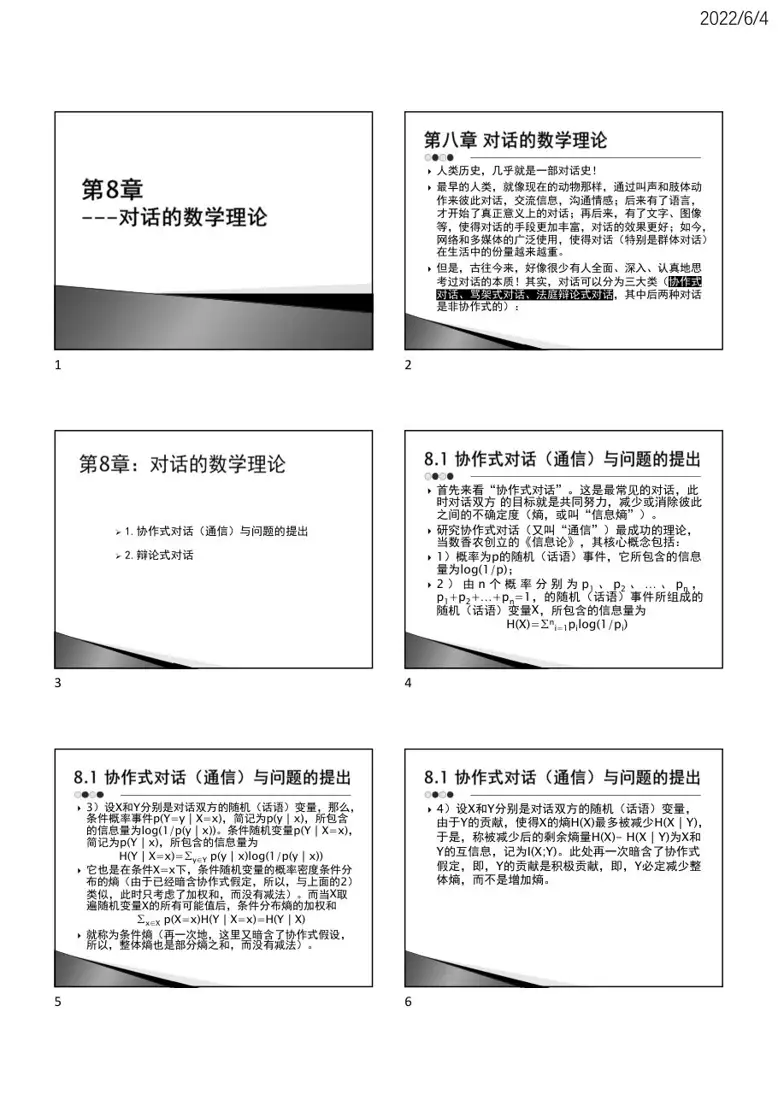 2022/6/4
第8章
---对话的数学理论
1
第八章 对话的数学理论
人类历史，几乎就是一部对话史！
最早的人类，就像现在的动物那样，通过叫声和肢体动
作来彼此对话，交流信息，沟通情感；后来有了语言，
才开始了真正意义上的对话；再后来，有了文字、图像
等，使得对话的手段更加丰富，对话的效果更好；如今，
网络和多媒体的广泛使用，使得对话（特别是群体对话）
在生活中的份量越来越重。
但是，古往今来，好像很少有人全面、深入、认真地思
考过对话的本质！其实，对话可以分为三大类（协作式
对话、骂架式对话、法庭辩论式对话，其中后两种对话
是非协作式的）：
2
第8章：对话的数学理论
➢ 1. 协作式对话（通信）与问题的提出
➢ 2. 辩论式对话
3
8.1 协作式对话（通信）与问题的提出
首先来看“协作式对话”。这是最常见的对话，此
时对话双方 的目标就是共同努力，减少或消除彼此
之间的不确定度（熵，或叫“信息熵”）。
研究协作式对话（又叫“通信”）最成功的理论，
当数香农创立的《信息论》，其核心概念包括：
1）概率为p的随机（话语）事件，它所包含的信息
量为log(1/p)；
2） 由n个概率分别为p₁、p₂、…、pₙ，
p₁+p₂+…+pₙ=1，的随机（话语）事件所组成的
随机（话语）变量X，所包含的信息量为
H(X)=Σⁿᵢ₌₁pᵢlog(1/pᵢ)
4
8.1 协作式对话（通信）与问题的提出
3）设X和Y分别是对话双方的随机（话语）变量，那么，
条件概率事件p(Y=y | X=x)，简记为p(y | x)，所包含
的信息量为log(1/p(y | x))。条件随机变量p(Y | X=x)，
简记为p(Y | x)，所包含的信息量为
H(Y | X=x)=Σy∈Y p(y | x)log(1/p(y | x))
它也是在条件X=x下，条件随机变量的概率密度条件分
布的熵（由于已经暗含协作式假定，所以，与上面的2）
类似，此时只考虑了加权和，而没有减法）。而当X取
遍随机变量X的所有可能值后，条件分布熵的加权和
Σx∈X p(X=x)H(Y | X=x)=H(Y | X)
就称为条件熵（再一次地，这里又暗含了协作式假设，
所以，整体熵也是部分熵之和，而没有减法）。
5
8.1 协作式对话（通信）与问题的提出
4）设X和Y分别是对话双方的随机（话语）变量，
由于Y的贡献，使得X的熵H(X)最多被减少H(X | Y)，
于是，称被减少后的剩余熵量H(X)– H(X | Y)为X和
Y的互信息，记为I(X;Y)。此处再一次暗含了协作式
假定，即，Y的贡献是积极贡献，即，Y必定减少整
体熵，而不是增加熵。
6